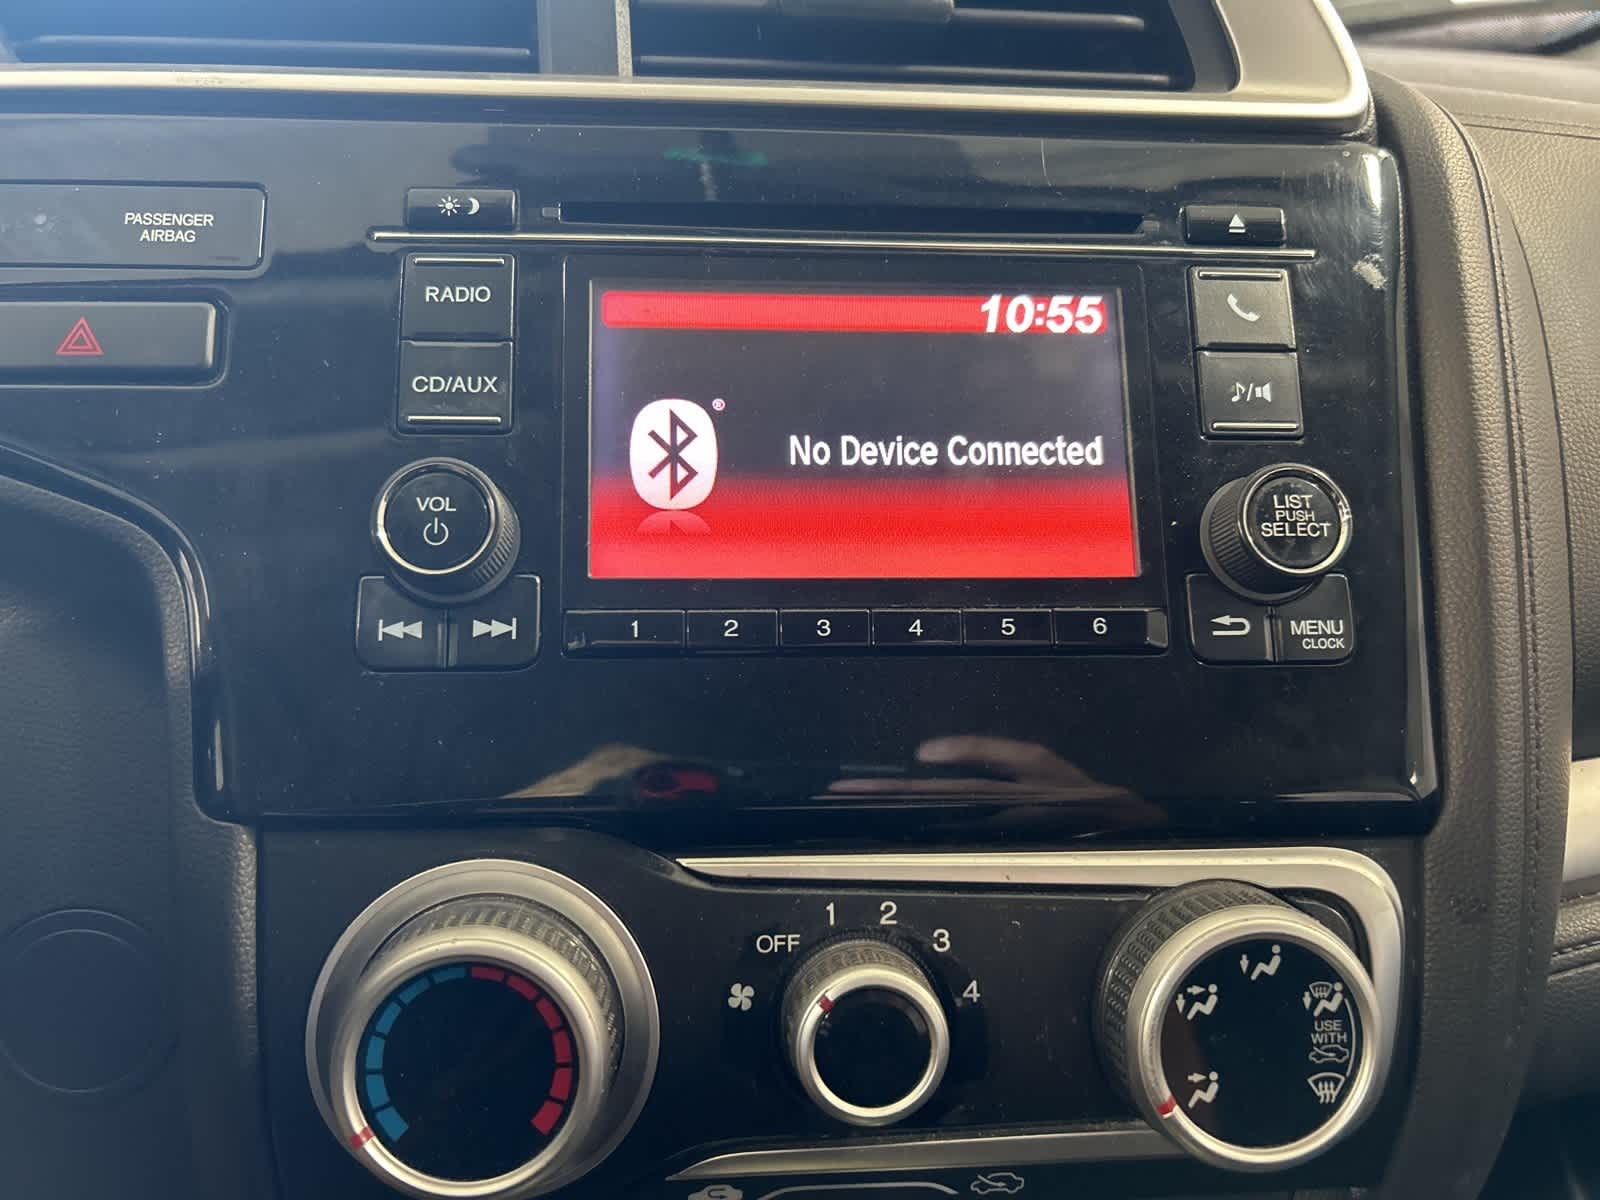 PASSENGER
AIRBAG
RADIO
CD/AUX
VOL
10:55
®
No Device Connected
LIST
PUSH
SELECT
1 2 3 4 5 6
MENU
CLOCK
OFF 1 2 3 4
USE
WITH